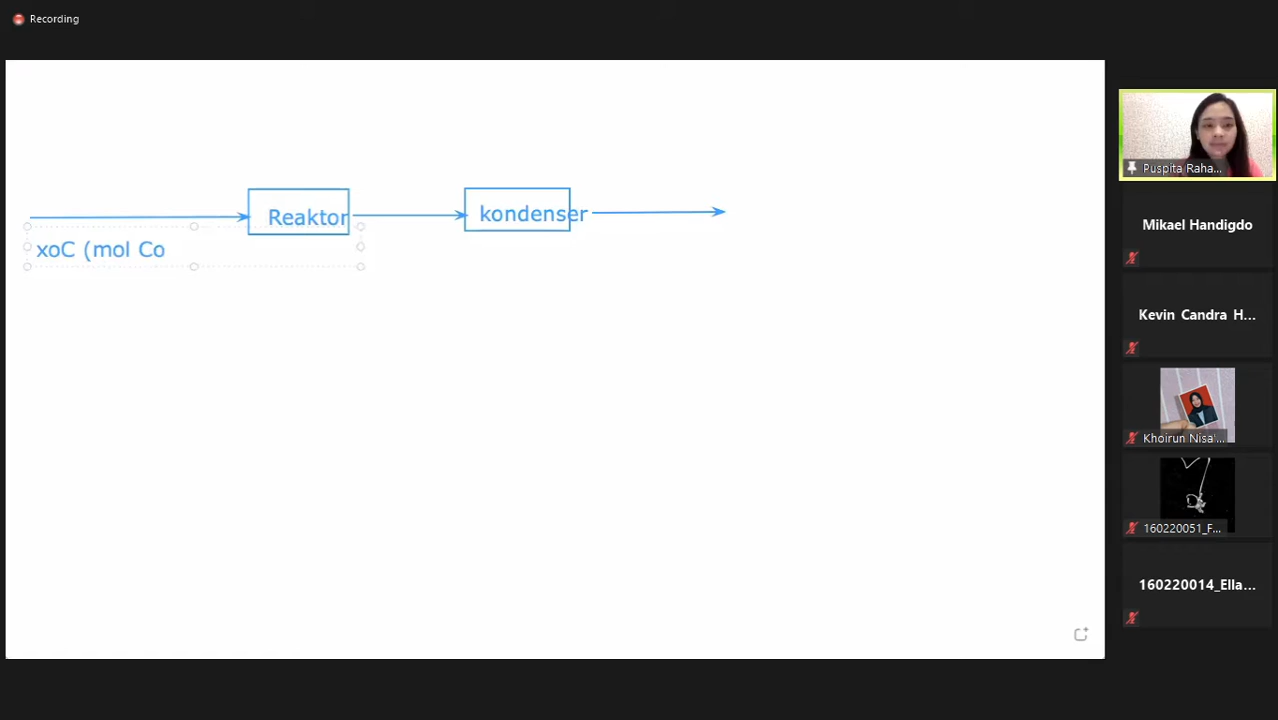 Recording
Reaktor
kondenser
xoC (mol Co
Puspita Raha...
Mikael Handigdo
Kevin Candra H...
Khoirun Nisa'...
160220051_F...
160220014_Ella...